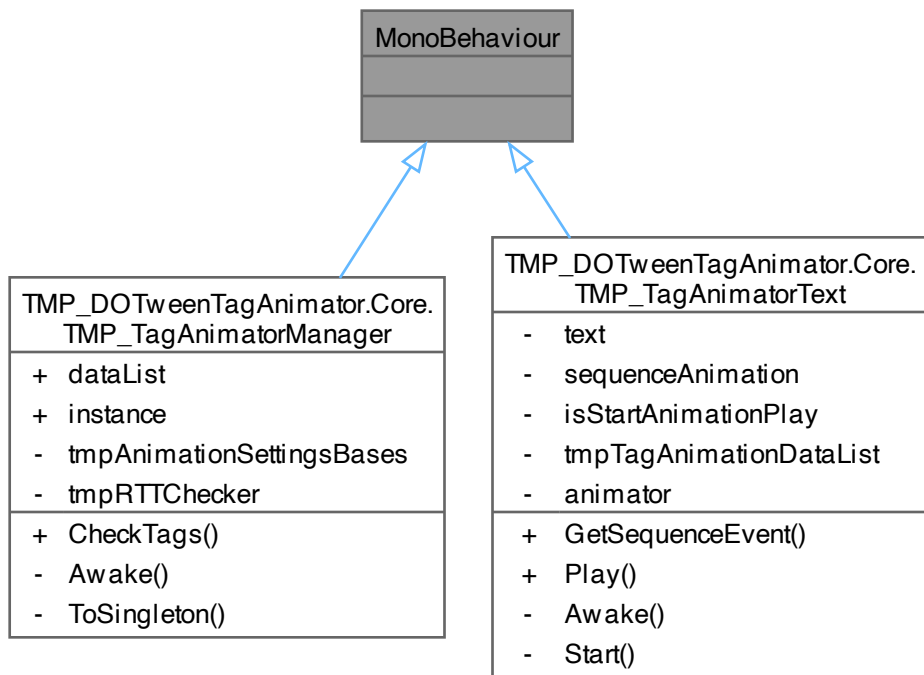 MonoBehaviour
TMP_DOTweenTagAnimator.Core.
TMP_TagAnimatorManager
+ dataList
+ instance
- tmpAnimationSettingsBases
- tmpRTTChecker
+ CheckTags()
- Awake()
- ToSingleton()
TMP_DOTweenTagAnimator.Core.
TMP_TagAnimatorText
- text
- sequenceAnimation
- isStartAnimationPlay
- tmpTagAnimationDataList
- animator
+ GetSequenceEvent()
+ Play()
- Awake()
- Start()